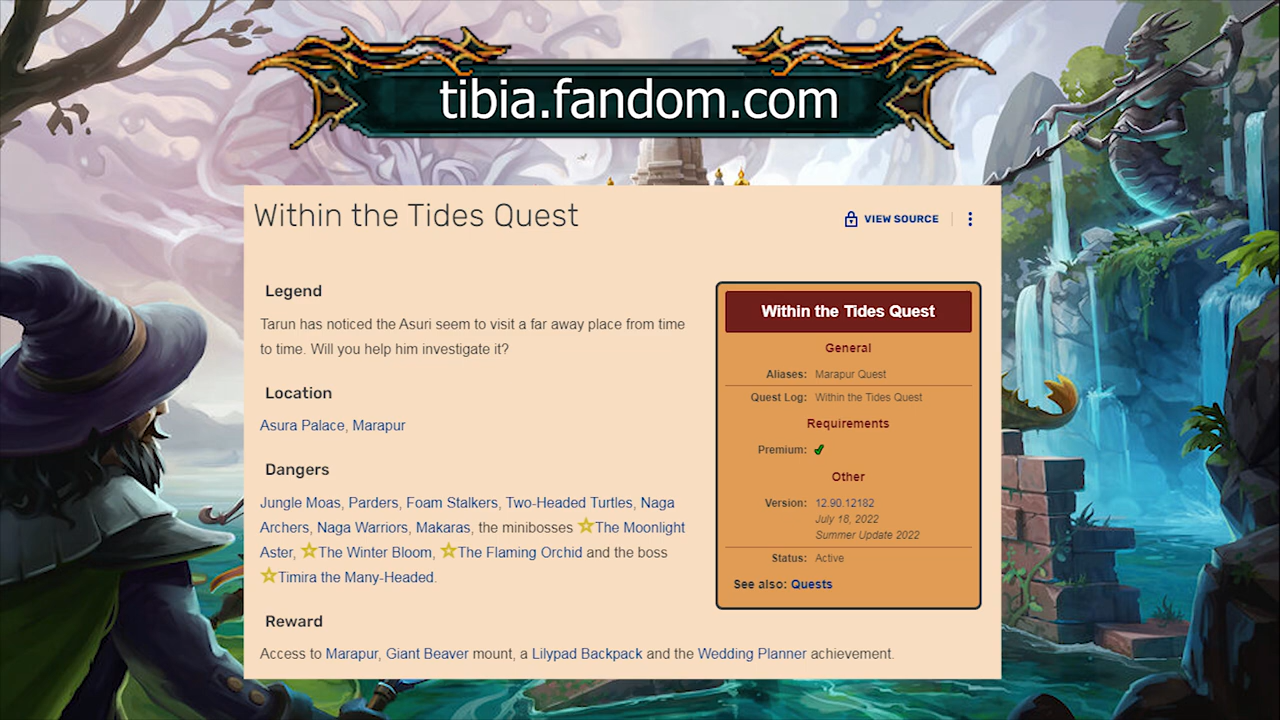 tibia.fandom.com
Within the Tides Quest
VIEW SOURCE
Legend
Tarun has noticed the Asuri seem to visit a far away place from time
to time. Will you help him investigate it?
Location
Asura Palace, Marapur
Dangers
Jungle Moas, Parders, Foam Stalkers, Two-Headed Turtles, Naga
Archers, Naga Warriors, Makaras, the minibosses The Moonlight
Aster, The Winter Bloom, The Flaming Orchid and the boss
Timira the Many-Headed.
Reward
Access to Marapur, Giant Beaver mount, a Lilypad Backpack and the Wedding Planner achievement.
Within the Tides Quest
General
Aliases: Marapur Quest
Quest Log: Within the Tides Quest
Requirements
Premium: ✔
Other
Version: 12.90.12182
July 18, 2022
Summer Update 2022
Status: Active
See also: Quests